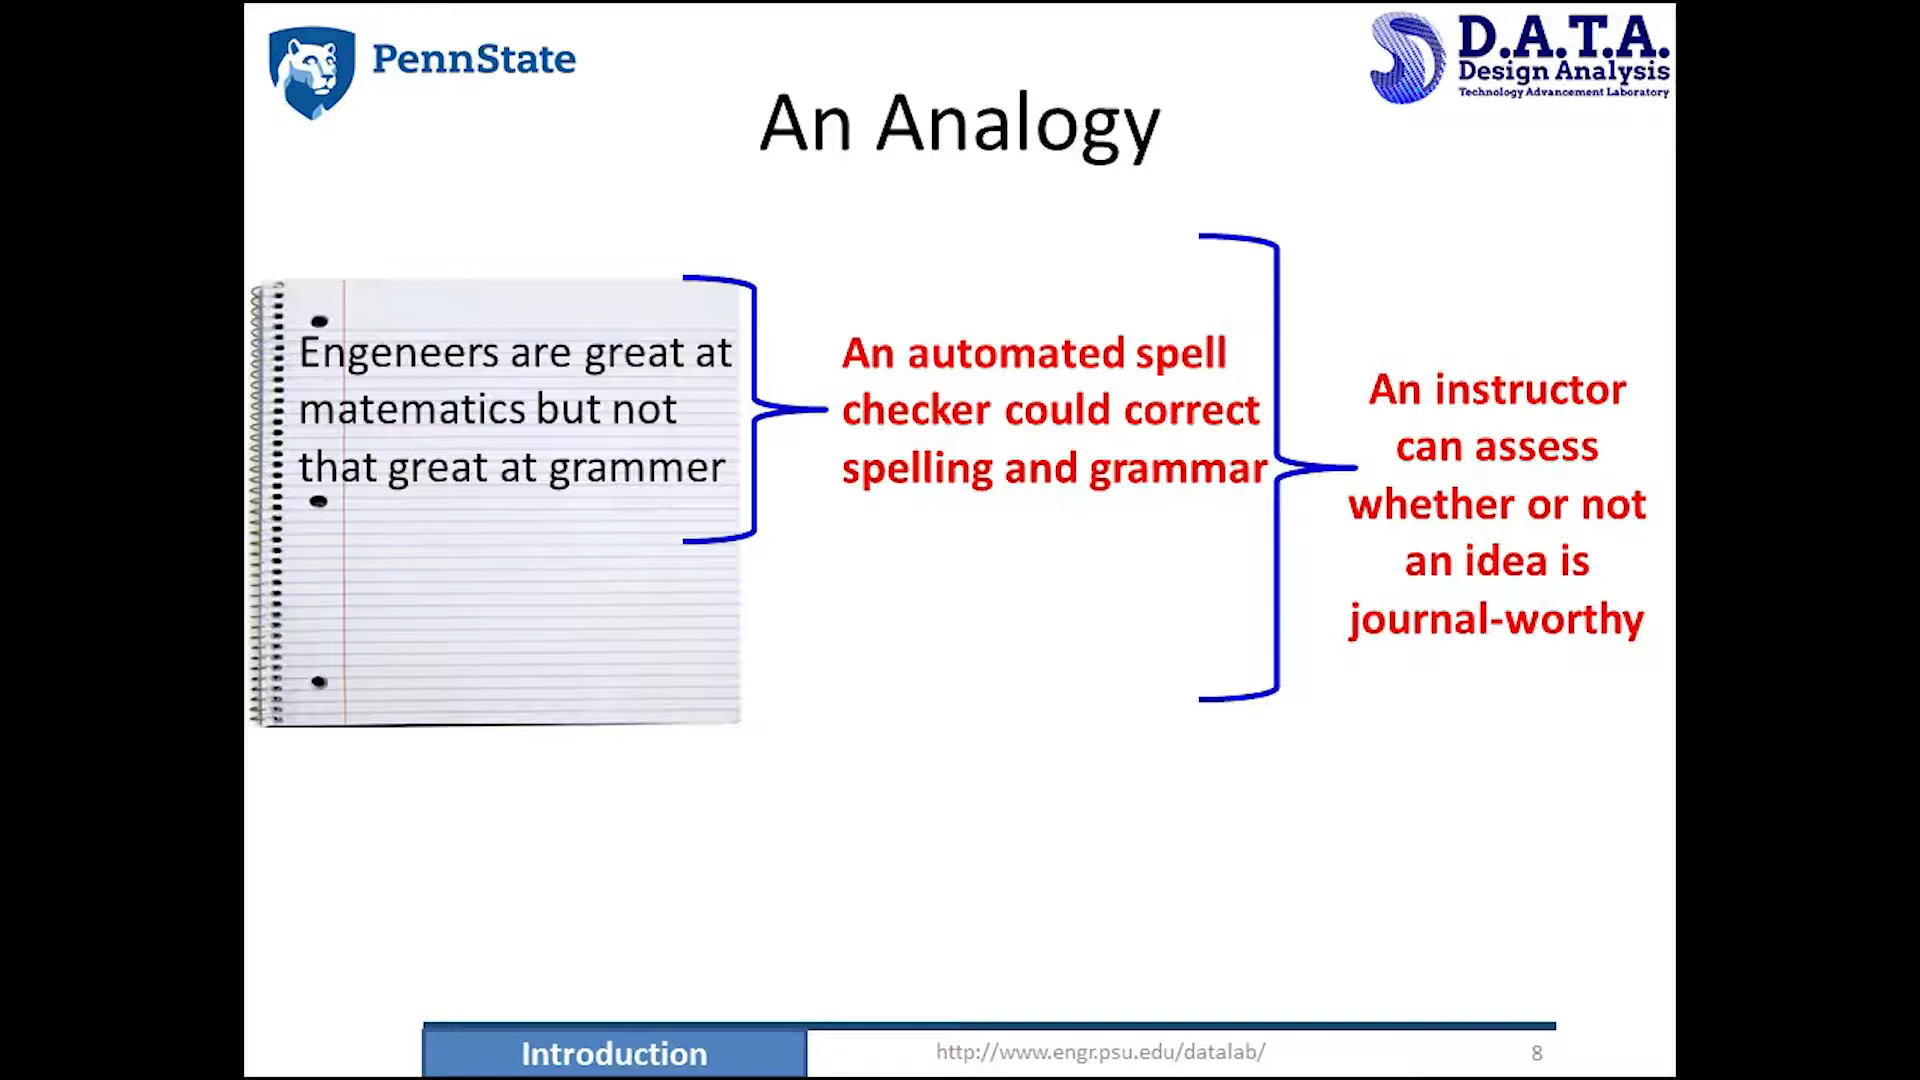 PennState
D.A.T.A.
Design Analysis
Technology Advancement Laboratory
An Analogy
Engeneers are great at
matematics but not
that great at grammer
An automated spell
checker could correct
spelling and grammar
An instructor
can assess
whether or not
an idea is
journal-worthy
Introduction
http://www.engr.psu.edu/datalab/
8